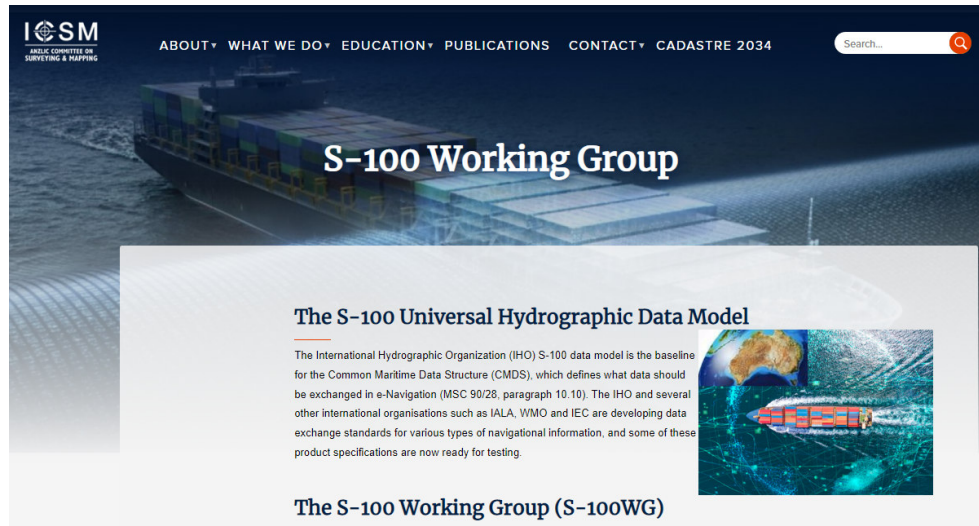 ICSM
ANZLIC COMMITTEE ON
SURVEYING & MAPPING
ABOUT WHAT WE DO EDUCATION PUBLICATIONS CONTACT CADASTRE 2034
Search...
S-100 Working Group
The S-100 Universal Hydrographic Data Model
The International Hydrographic Organization (IHO) S-100 data model is the baseline
for the Common Maritime Data Structure (CMDS), which defines what data should
be exchanged in e-Navigation (MSC 90/28, paragraph 10.10). The IHO and several
other international organisations such as IALA, WMO and IEC are developing data
exchange standards for various types of navigational information, and some of these
product specifications are now ready for testing.
The S-100 Working Group (S-100WG)